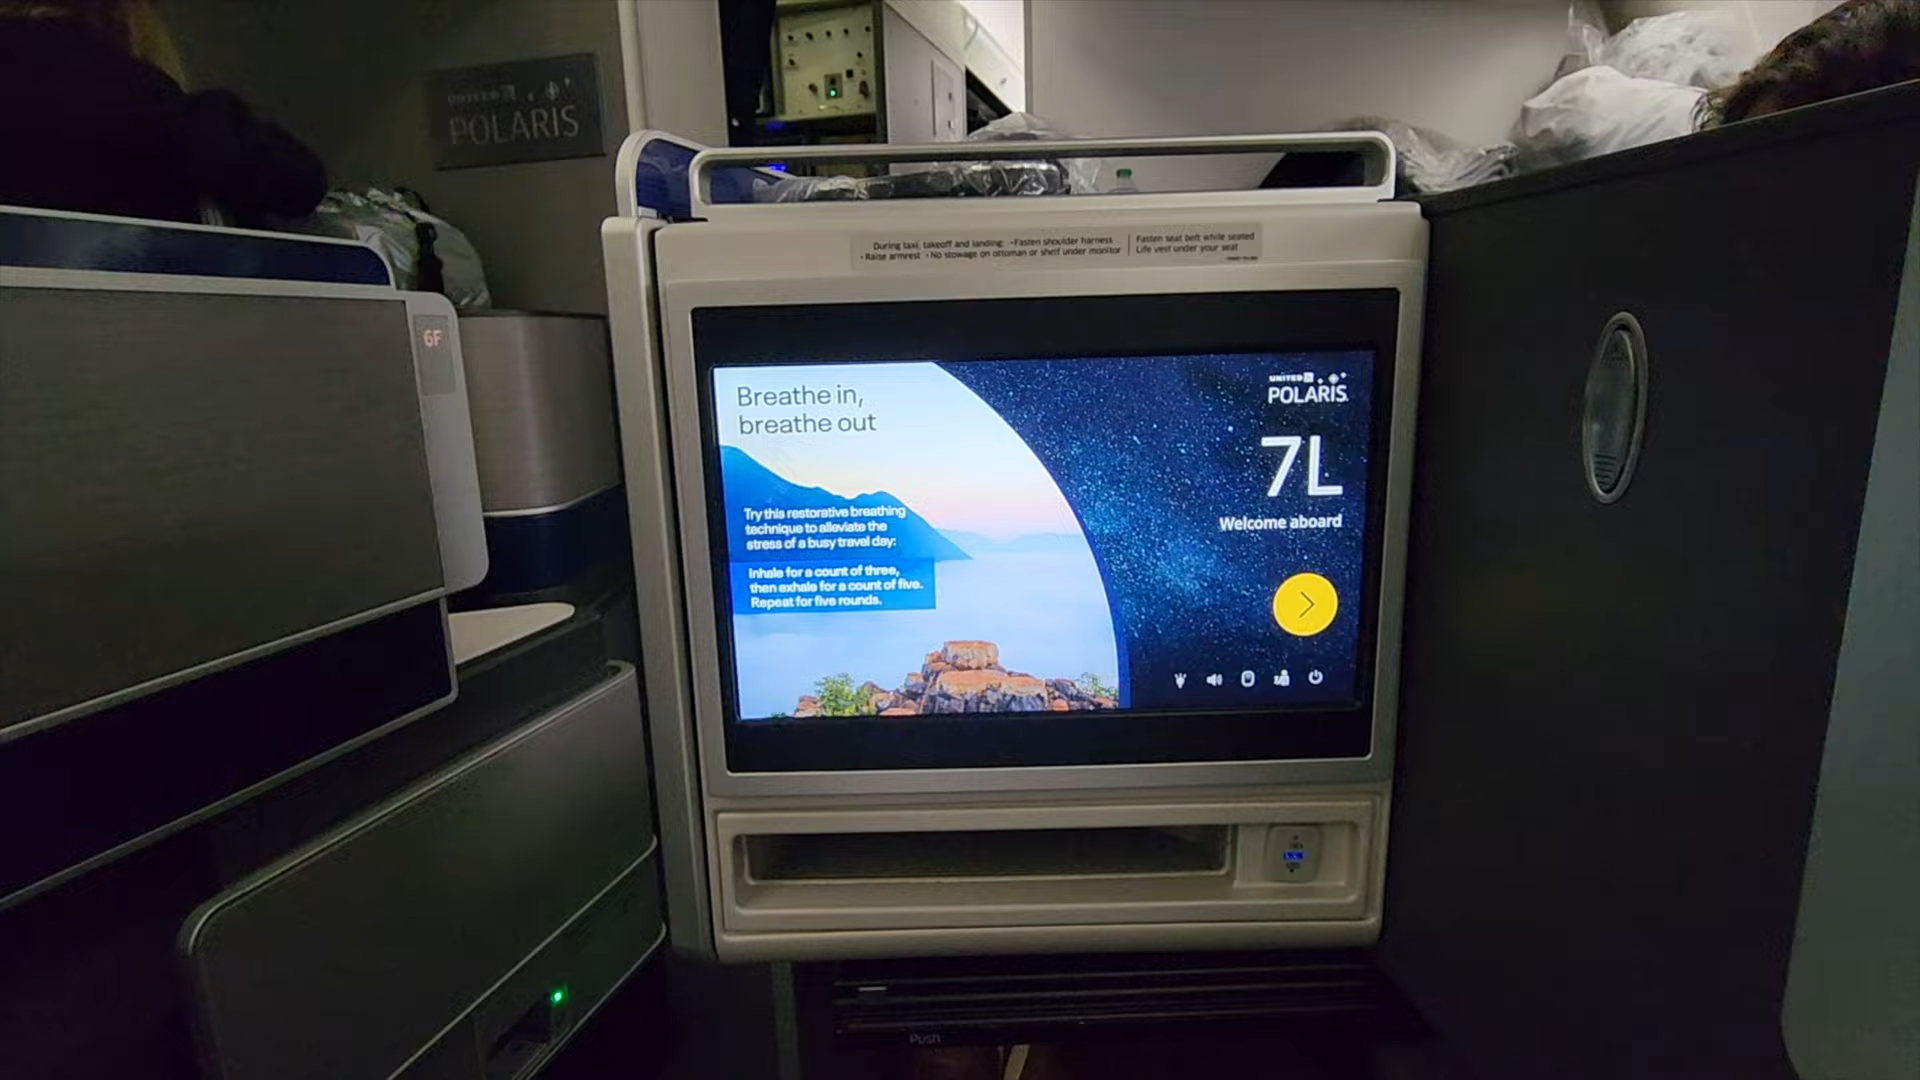 UNITED
POLARIS
During taxi, takeoff and landing: •Fasten shoulder harness
•Raise armrest •No stowage on ottoman or shelf under monitor
Fasten seat belt while seated
Life vest under your seat
6F
Breathe in,
breathe out
Try this restorative breathing
technique to alleviate the
stress of a busy travel day:
Inhale for a count of three,
then exhale for a count of five.
Repeat for five rounds.
UNITED
POLARIS
7L
Welcome aboard
Push